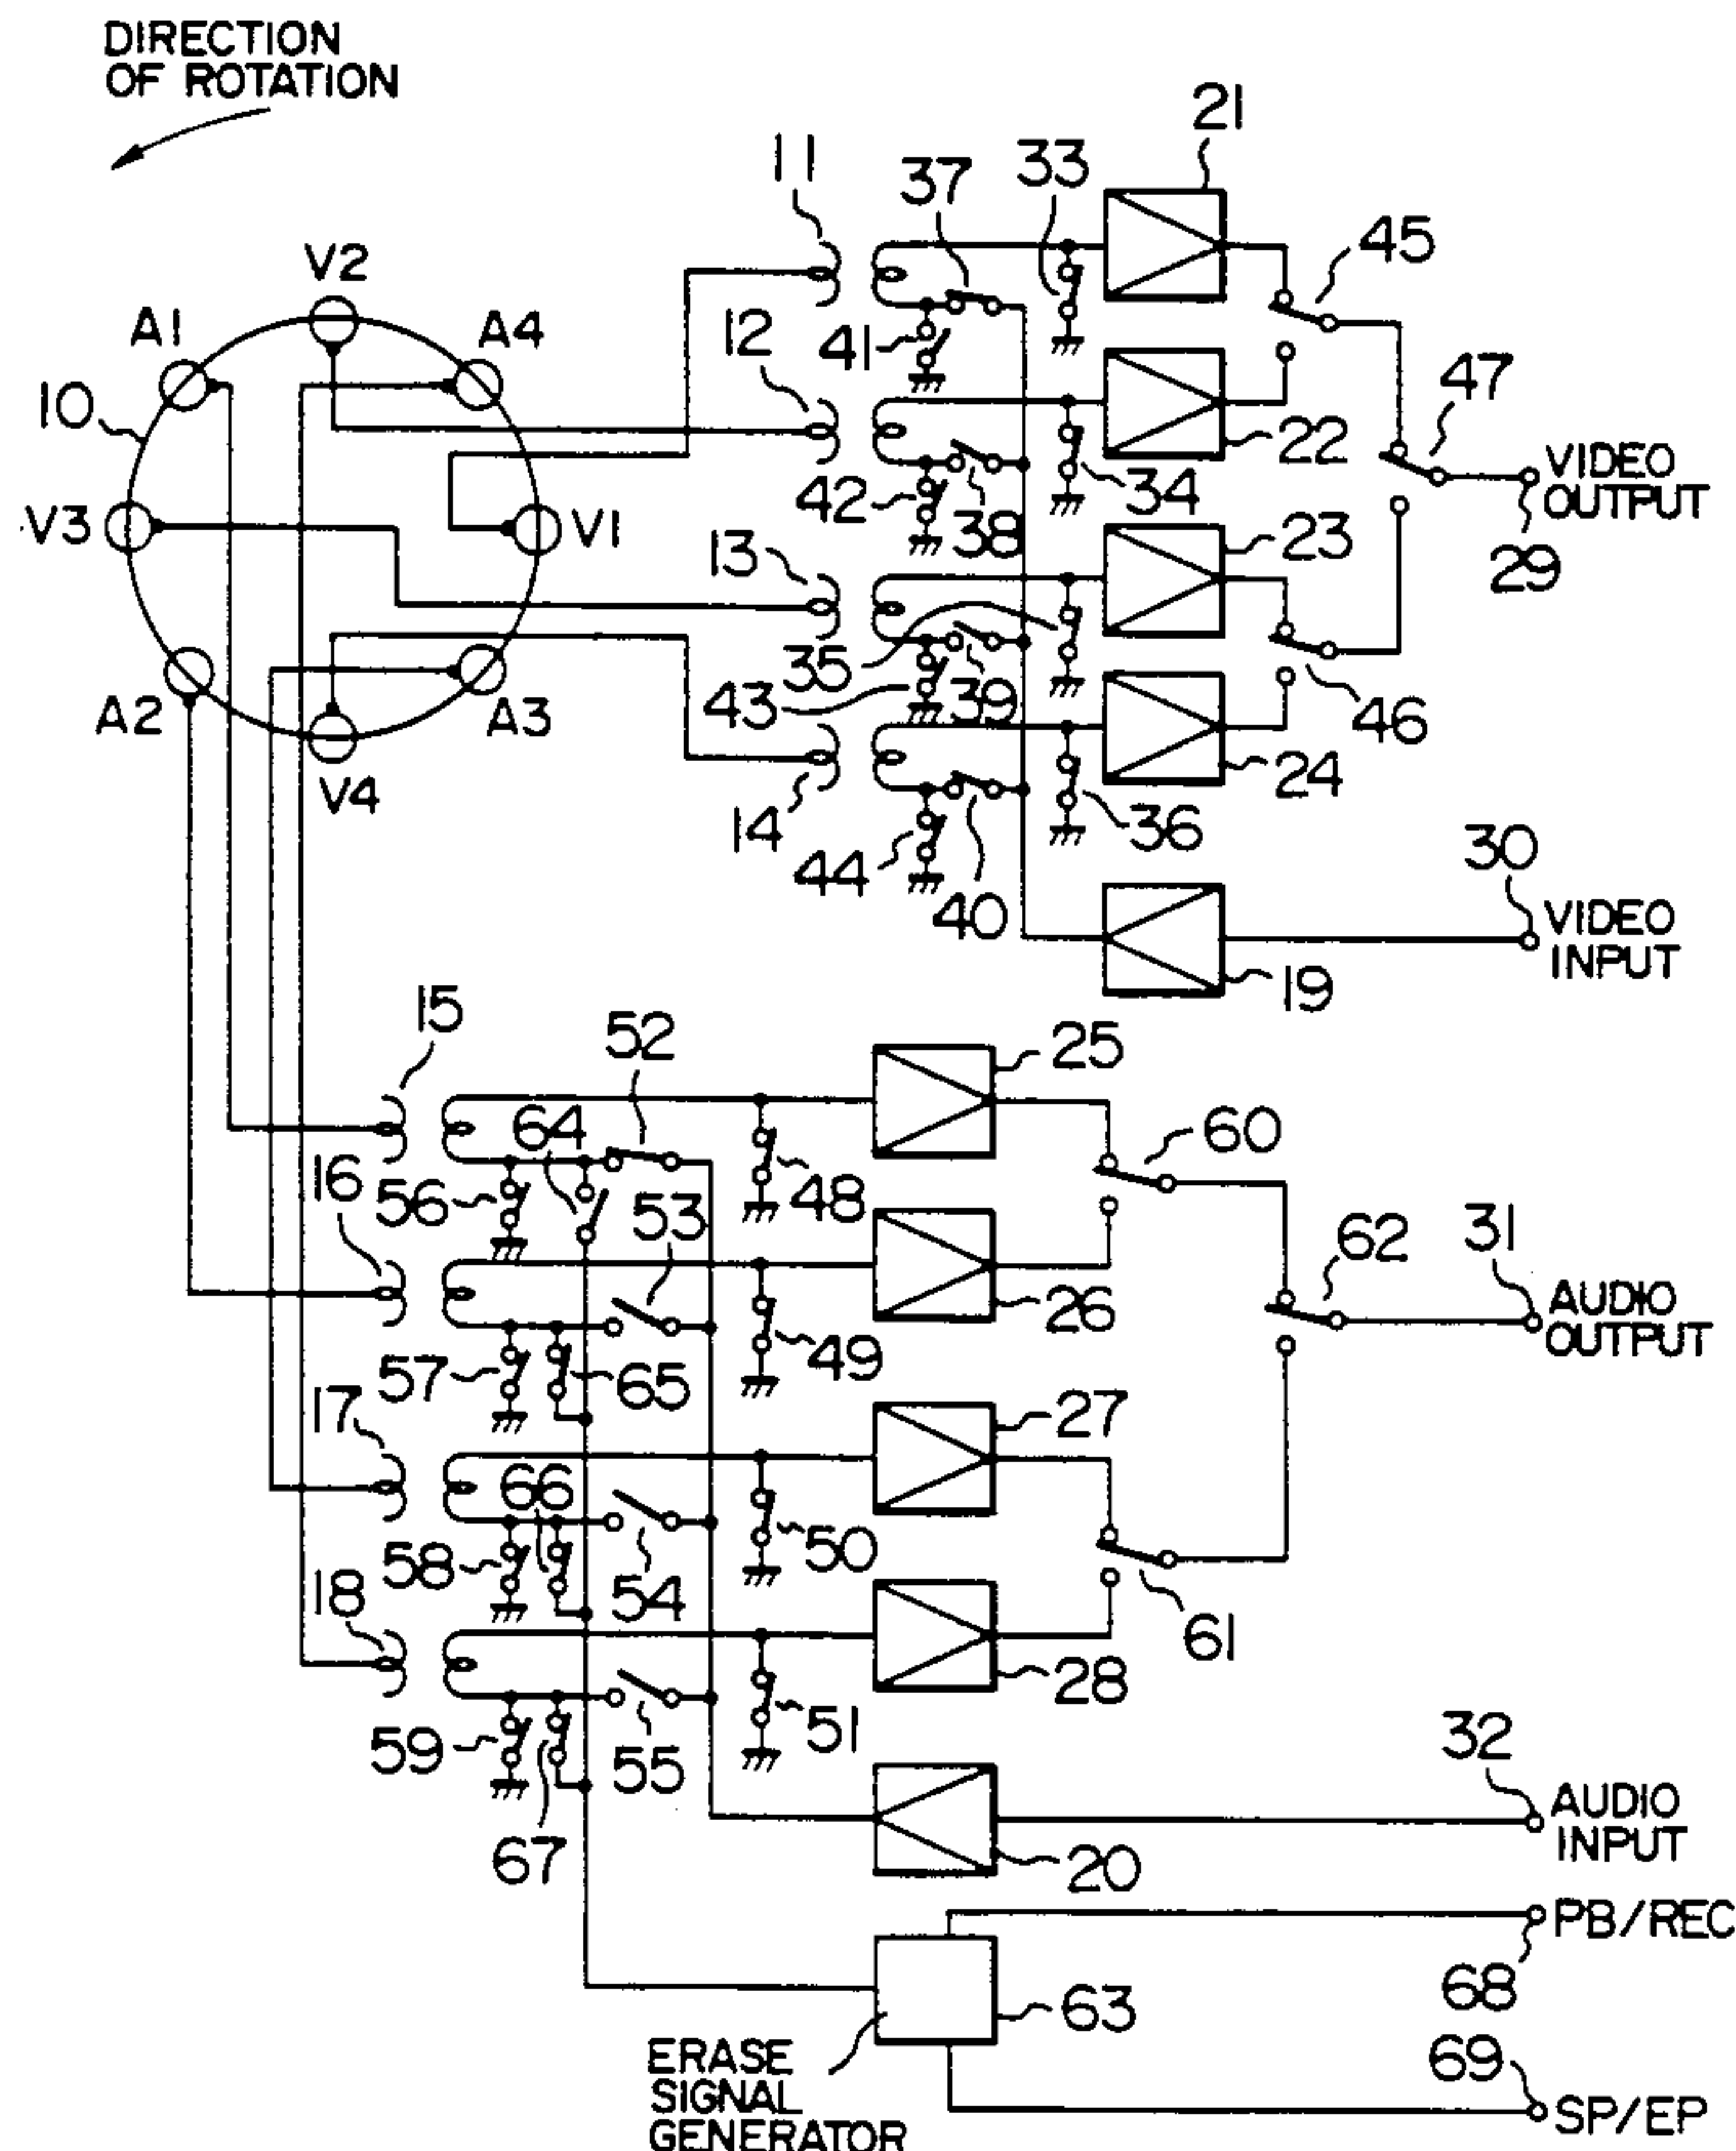 DIRECTION
OF ROTATION
21
11
37
33
45
V2
A1
A4
12
41
47
10
22
VIDEO
OUTPUT
42
38
34
V3
V1
13
23
29
35
43
39
46
A2
A3
24
V4
14
36
44
40
30
VIDEO
INPUT
19
15
52
25
64
60
16
56
53
48
62
31
26
AUDIO
OUTPUT
57
65
49
17
27
66
58
54
50
18
61
28
59
55
51
32
67
AUDIO
INPUT
20
PB/REC
68
63
ERASE
SIGNAL
GENERATOR
69
SP/EP